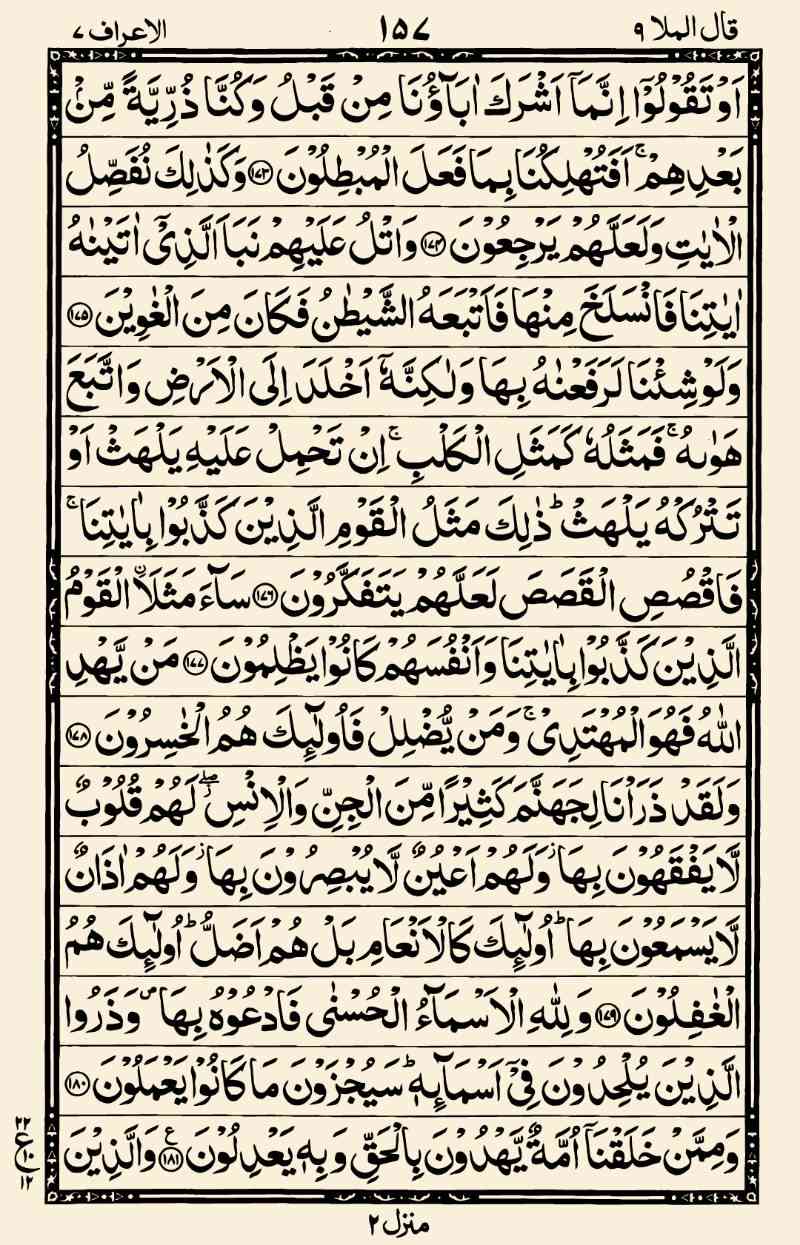 قال الملا ٩ ١٥٧ الاعراف ٧
اَوْ تَقُوْلُوْۤا اِنَّمَاۤ اَشْرَكَ اٰبَآؤُنَا مِنْ قَبْلُ وَكُنَّا ذُرِّيَّةً مِّنْۢ
بَعْدِهِمْ ۚ اَفَتُهْلِكُنَا بِمَا فَعَلَ الْمُبْطِلُوْنَ ﴿۱۷۳﴾ وَكَذٰلِكَ نُفَصِّلُ
الْاٰيٰتِ وَلَعَلَّهُمْ يَرْجِعُوْنَ ﴿۱۷۴﴾ وَاتْلُ عَلَيْهِمْ نَبَاَ الَّذِيْۤ اٰتَيْنٰهُ
اٰيٰتِنَا فَانْسَلَخَ مِنْهَا فَاَتْبَعَهُ الشَّيْطٰنُ فَكَانَ مِنَ الْغٰوِيْنَ ﴿۱۷۵﴾
وَلَوْ شِئْنَا لَرَفَعْنٰهُ بِهَا وَلٰكِنَّهٗۤ اَخْلَدَ اِلَى الْاَرْضِ وَاتَّبَعَ
هَوٰىهُ ۚ فَمَثَلُهٗ كَمَثَلِ الْكَلْبِ ۚ اِنْ تَحْمِلْ عَلَيْهِ يَلْهَثْ اَوْ
تَتْرُكْهُ يَلْهَثْ ؕ ذٰلِكَ مَثَلُ الْقَوْمِ الَّذِيْنَ كَذَّبُوْا بِاٰيٰتِنَا ۚ
فَاقْصُصِ الْقَصَصَ لَعَلَّهُمْ يَتَفَكَّرُوْنَ ﴿۱۷۶﴾ سَآءَ مَثَلَاۨ الْقَوْمُ
الَّذِيْنَ كَذَّبُوْا بِاٰيٰتِنَا وَاَنْفُسَهُمْ كَانُوْا يَظْلِمُوْنَ ﴿۱۷۷﴾ مَنْ يَّهْدِ
اللّٰهُ فَهُوَ الْمُهْتَدِيْ ۚ وَمَنْ يُّضْلِلْ فَاُولٰٓئِكَ هُمُ الْخٰسِرُوْنَ ﴿۱۷۸﴾
وَلَقَدْ ذَرَاْنَا لِجَهَنَّمَ كَثِيْرًا مِّنَ الْجِنِّ وَالْاِنْسِ ۖ لَهُمْ قُلُوْبٌ
لَّا يَفْقَهُوْنَ بِهَا ؗ وَلَهُمْ اَعْيُنٌ لَّا يُبْصِرُوْنَ بِهَا ؗ وَلَهُمْ اٰذَانٌ
لَّا يَسْمَعُوْنَ بِهَا ؕ اُولٰٓئِكَ كَالْاَنْعَامِ بَلْ هُمْ اَضَلُّ ؕ اُولٰٓئِكَ هُمُ
الْغٰفِلُوْنَ ﴿۱۷۹﴾ وَلِلّٰهِ الْاَسْمَآءُ الْحُسْنٰى فَادْعُوْهُ بِهَا ۪ وَذَرُوا
الَّذِيْنَ يُلْحِدُوْنَ فِيْۤ اَسْمَآئِهٖ ؕ سَيُجْزَوْنَ مَا كَانُوْا يَعْمَلُوْنَ ﴿۱۸۰﴾
وَمِمَّنْ خَلَقْنَاۤ اُمَّةٌ يَّهْدُوْنَ بِالْحَقِّ وَبِهٖ يَعْدِلُوْنَ ﴿۱۸۱﴾ؑ وَالَّذِيْنَ
۲۲
ع ۱۰
۱۲
منزل ۲